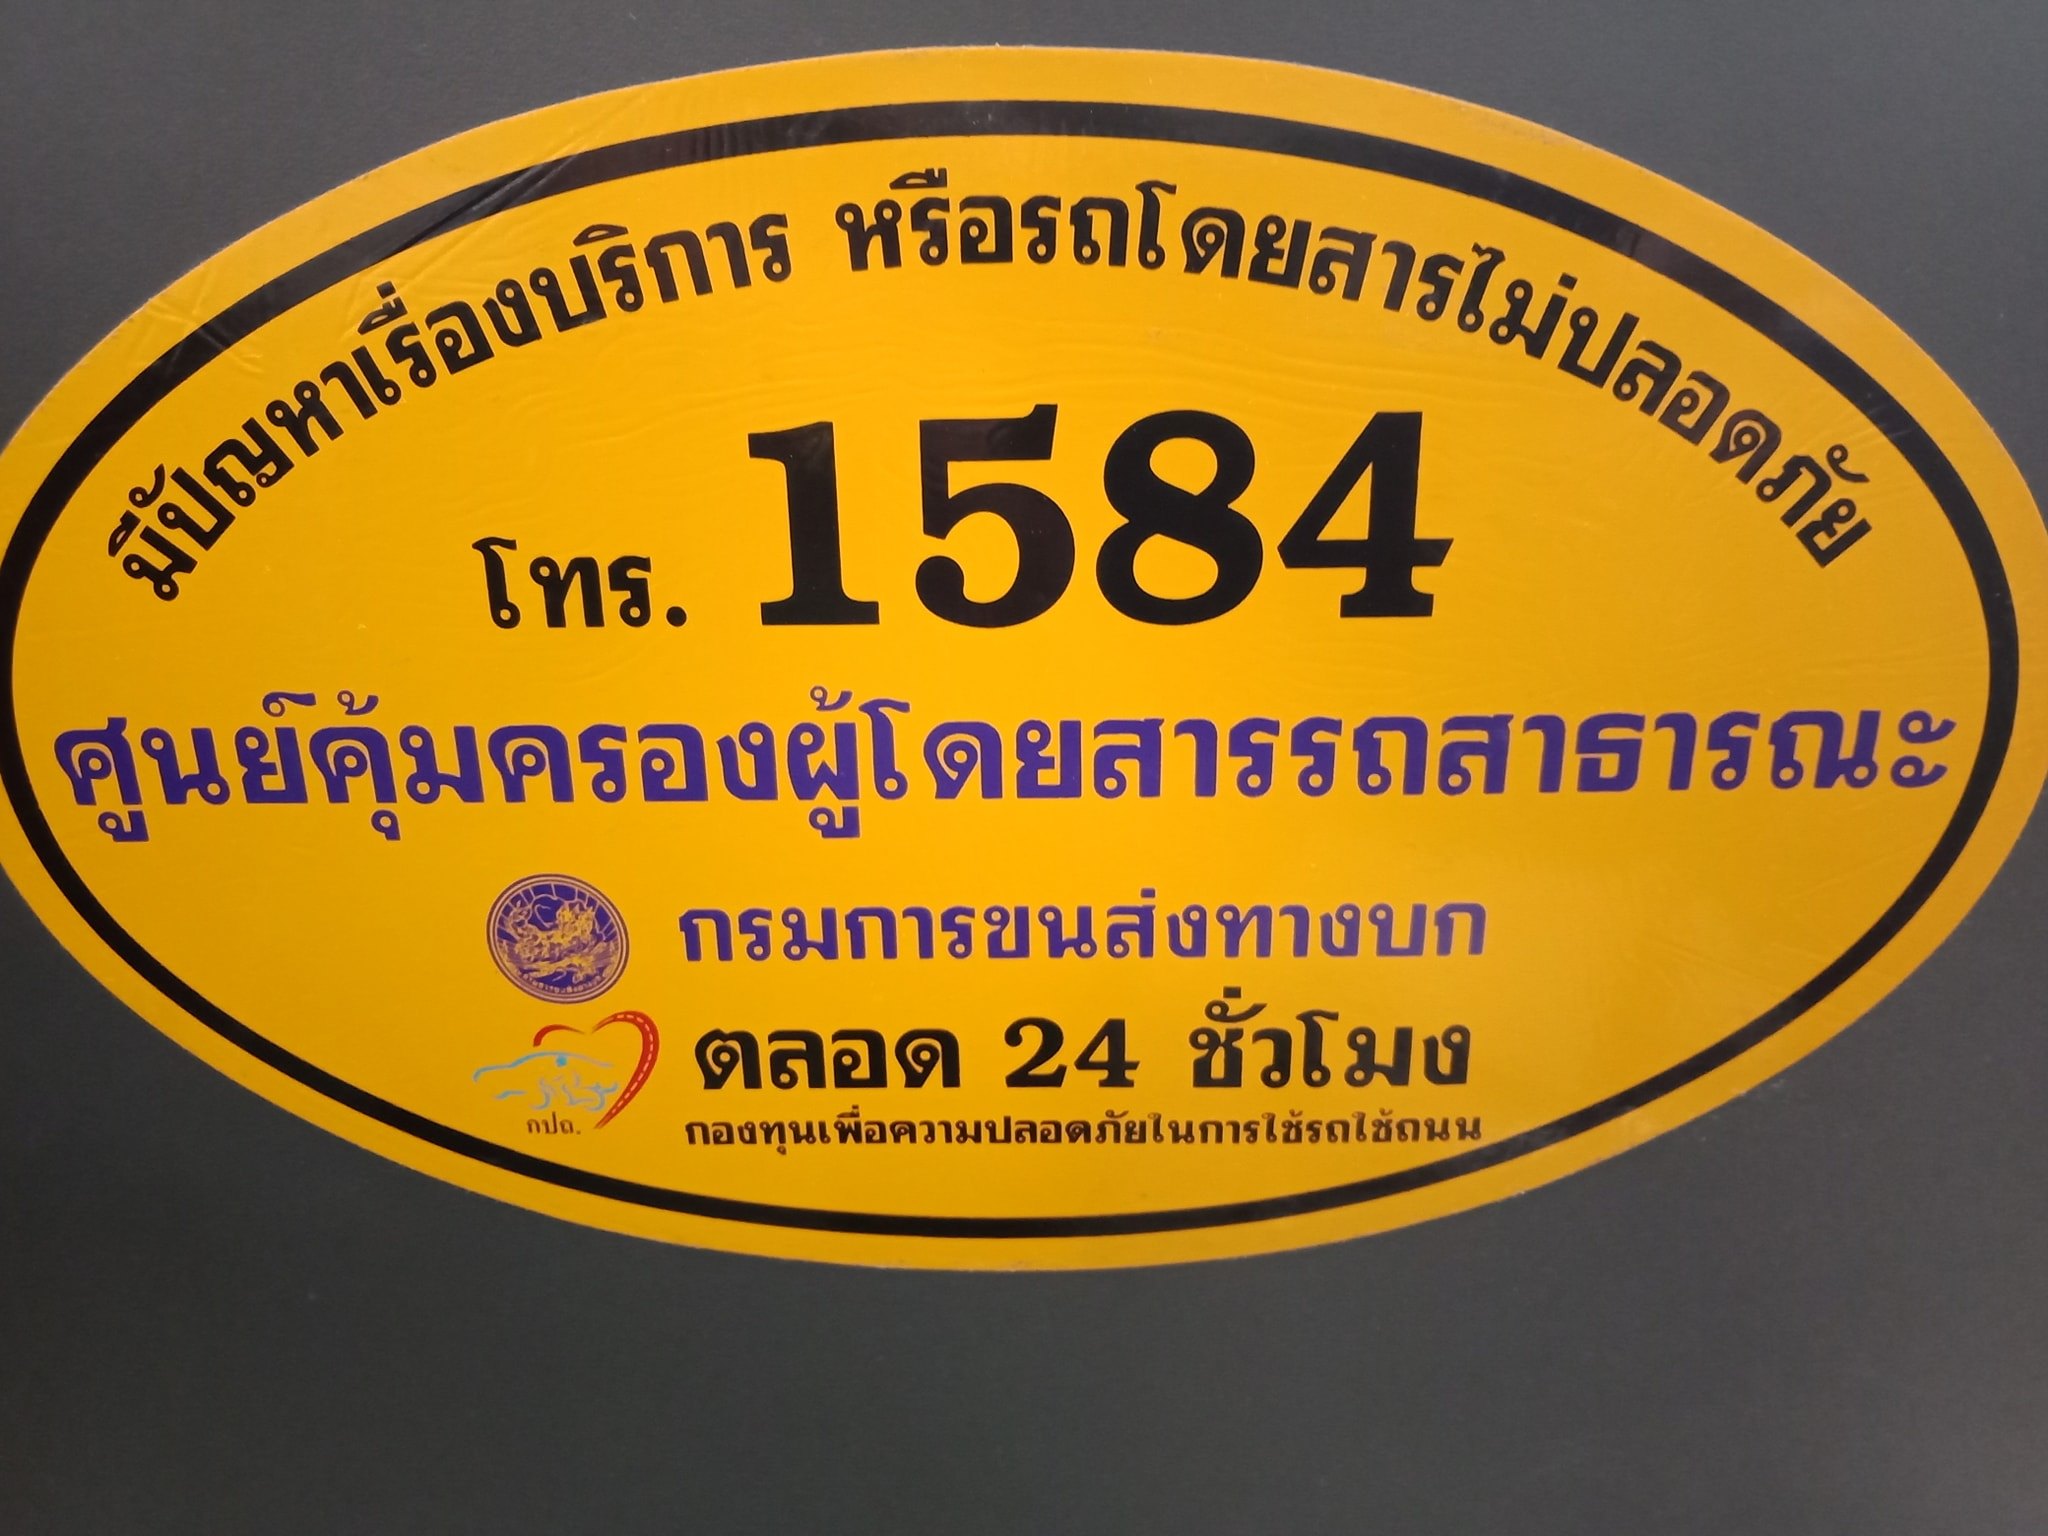 มีปัญหาเรื่องบริการ หรือรถโดยสารไม่ปลอดภัย
โทร. 1584
ศูนย์คุ้มครองผู้โดยสารรถสาธารณะ
กรมการขนส่งทางบก
ตลอด 24 ชั่วโมง
กปถ.
กองทุนเพื่อความปลอดภัยในการใช้รถใช้ถนน